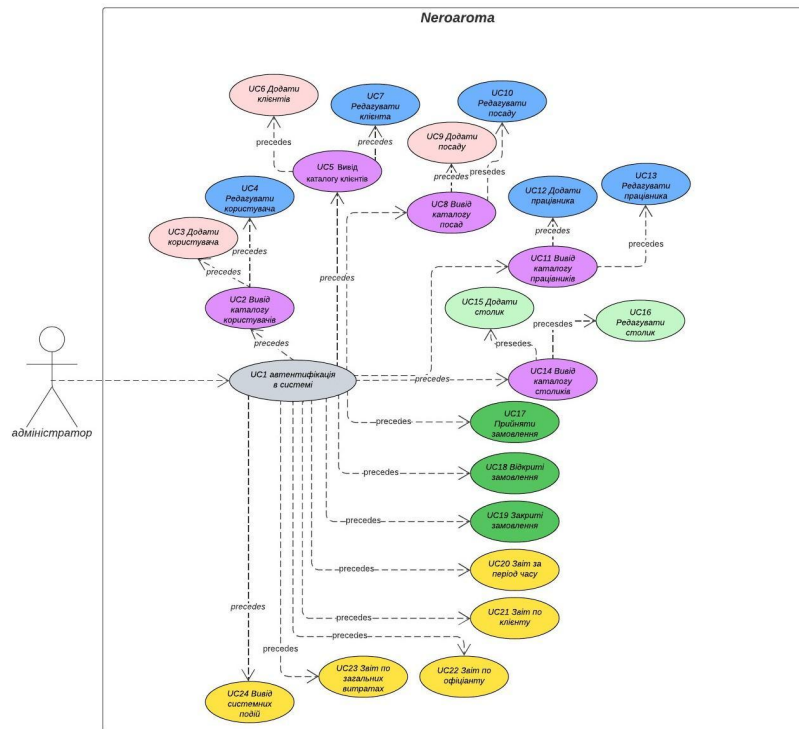 Neroaroma
UC6 Додати
клієнтів
UC7
Редагувати
клієнта
UC10
Редагувати
посаду
precedes
precedes
UC9 Додати
посаду
UC5 Вивід
каталогу клієнтів
precedes
presedes
UC4
Редагувати
користувача
UC12 Додати
працівника
UC13
Редагувати
працівника
UC8 Вивід
каталогу
посад
UC3 Додати
користувача
precedes
precedes
precedes
precedes
UC11 Вивід
каталогу
працівників
precedes
UC2 Вивід
каталогу
користувачів
precedes
UC15 Додати
столик
UC16
Редагувати
столик
precesdes
precedes
presedes
UC1 автентифікація
в системі
precedes
UC14 Вивід
каталогу
столиків
адміністратор
precedes
UC17
Прийняти
замовлення
precedes
UC18 Відкриті
замовлення
precedes
UC19 Закриті
замовлення
precedes
UC20 Звіт за
період часу
precedes
precedes
UC21 Звіт по
клієнту
precedes
precedes
UC23 Звіт по
загальних
витратах
UC22 Звіт по
офіціанту
UC24 Вивід
системних
подій